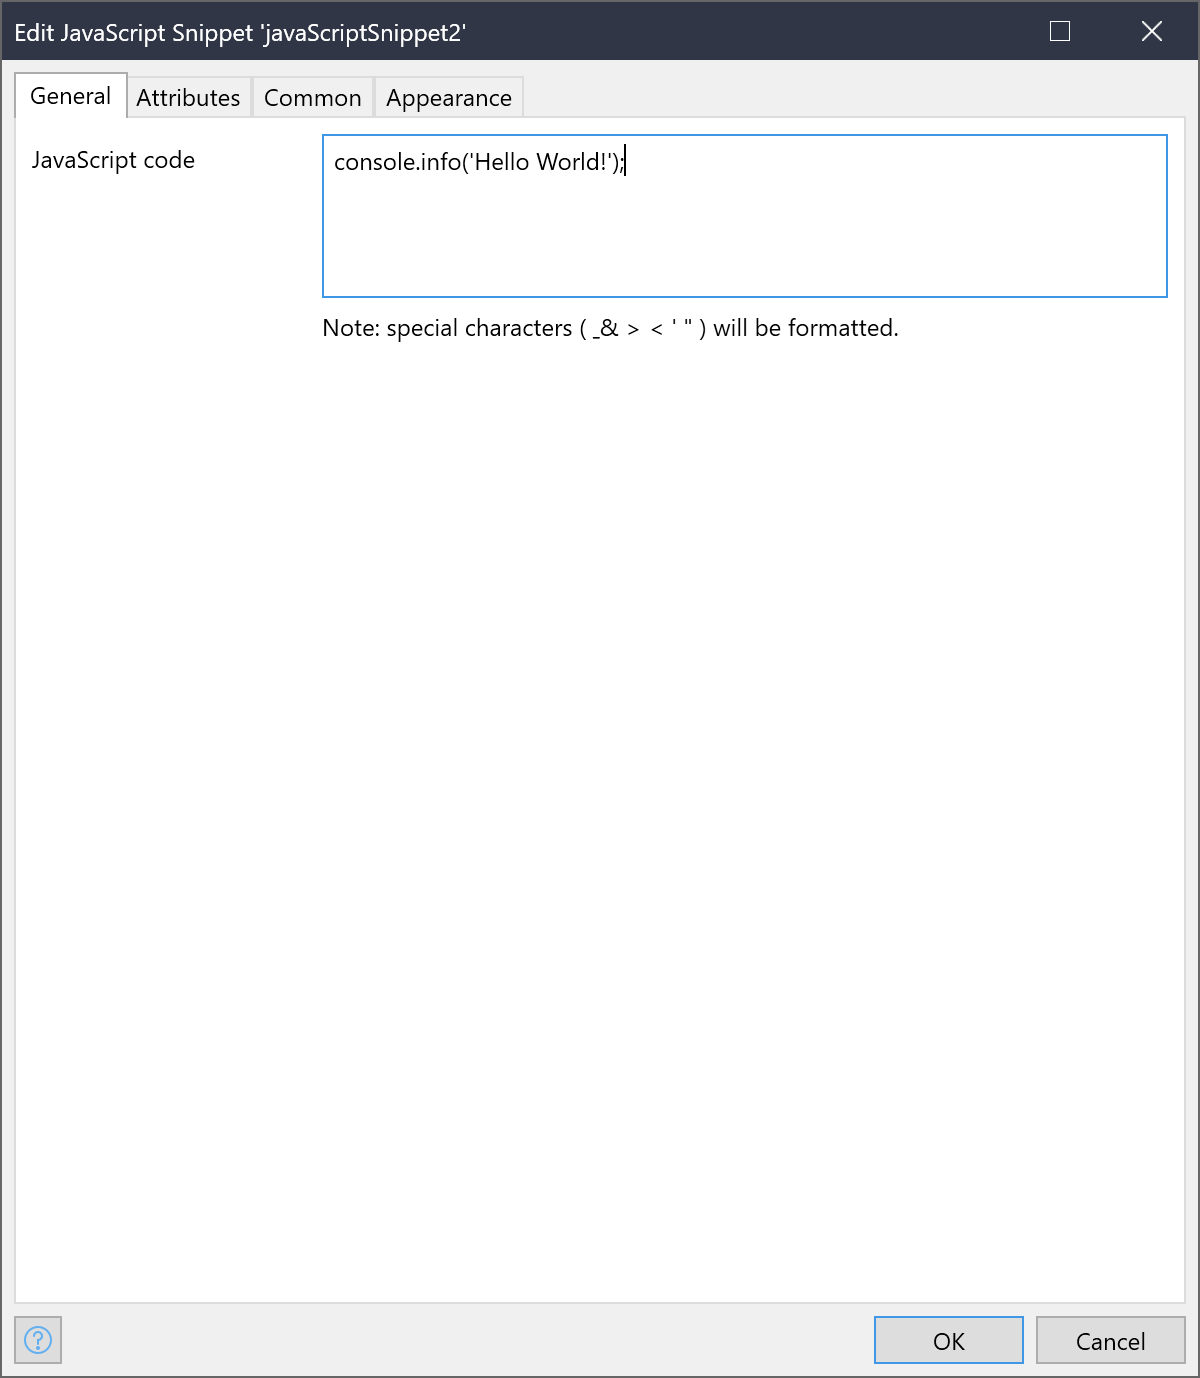 Edit JavaScript Snippet 'javaScriptSnippet2'
General Attributes Common Appearance
JavaScript code
console.info('Hello World!');
Note: special characters ( _& > < ' " ) will be formatted.
?
OK Cancel